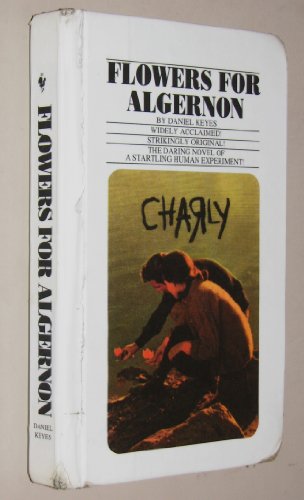 FLOWERS FOR
ALGERNON
BY DANIEL KEYES
WIDELY ACCLAIMED!
STRIKINGLY ORIGINAL!
THE DARING NOVEL OF
A STARTLING HUMAN EXPERIMENT!
CHAЯLY
FLOWERS FOR ALGERNON
DANIEL
KEYES